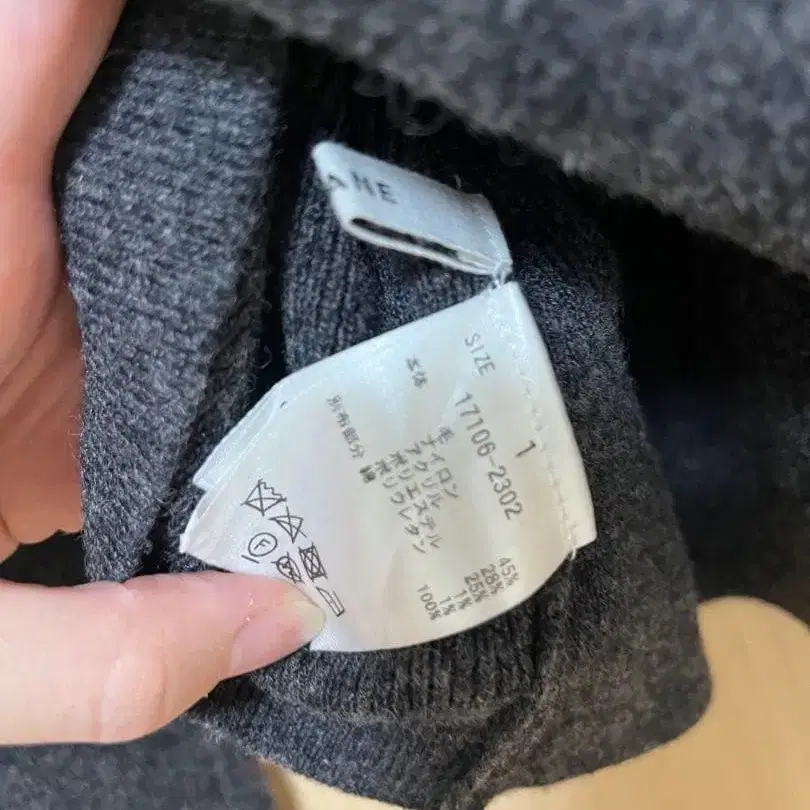 NE
SIZE 1
17106-2302
本体 毛 45%
ナイロン 28%
アクリル 25%
ポリエステル 1%
ポリウレタン 1%
別布部分 綿 100%
F